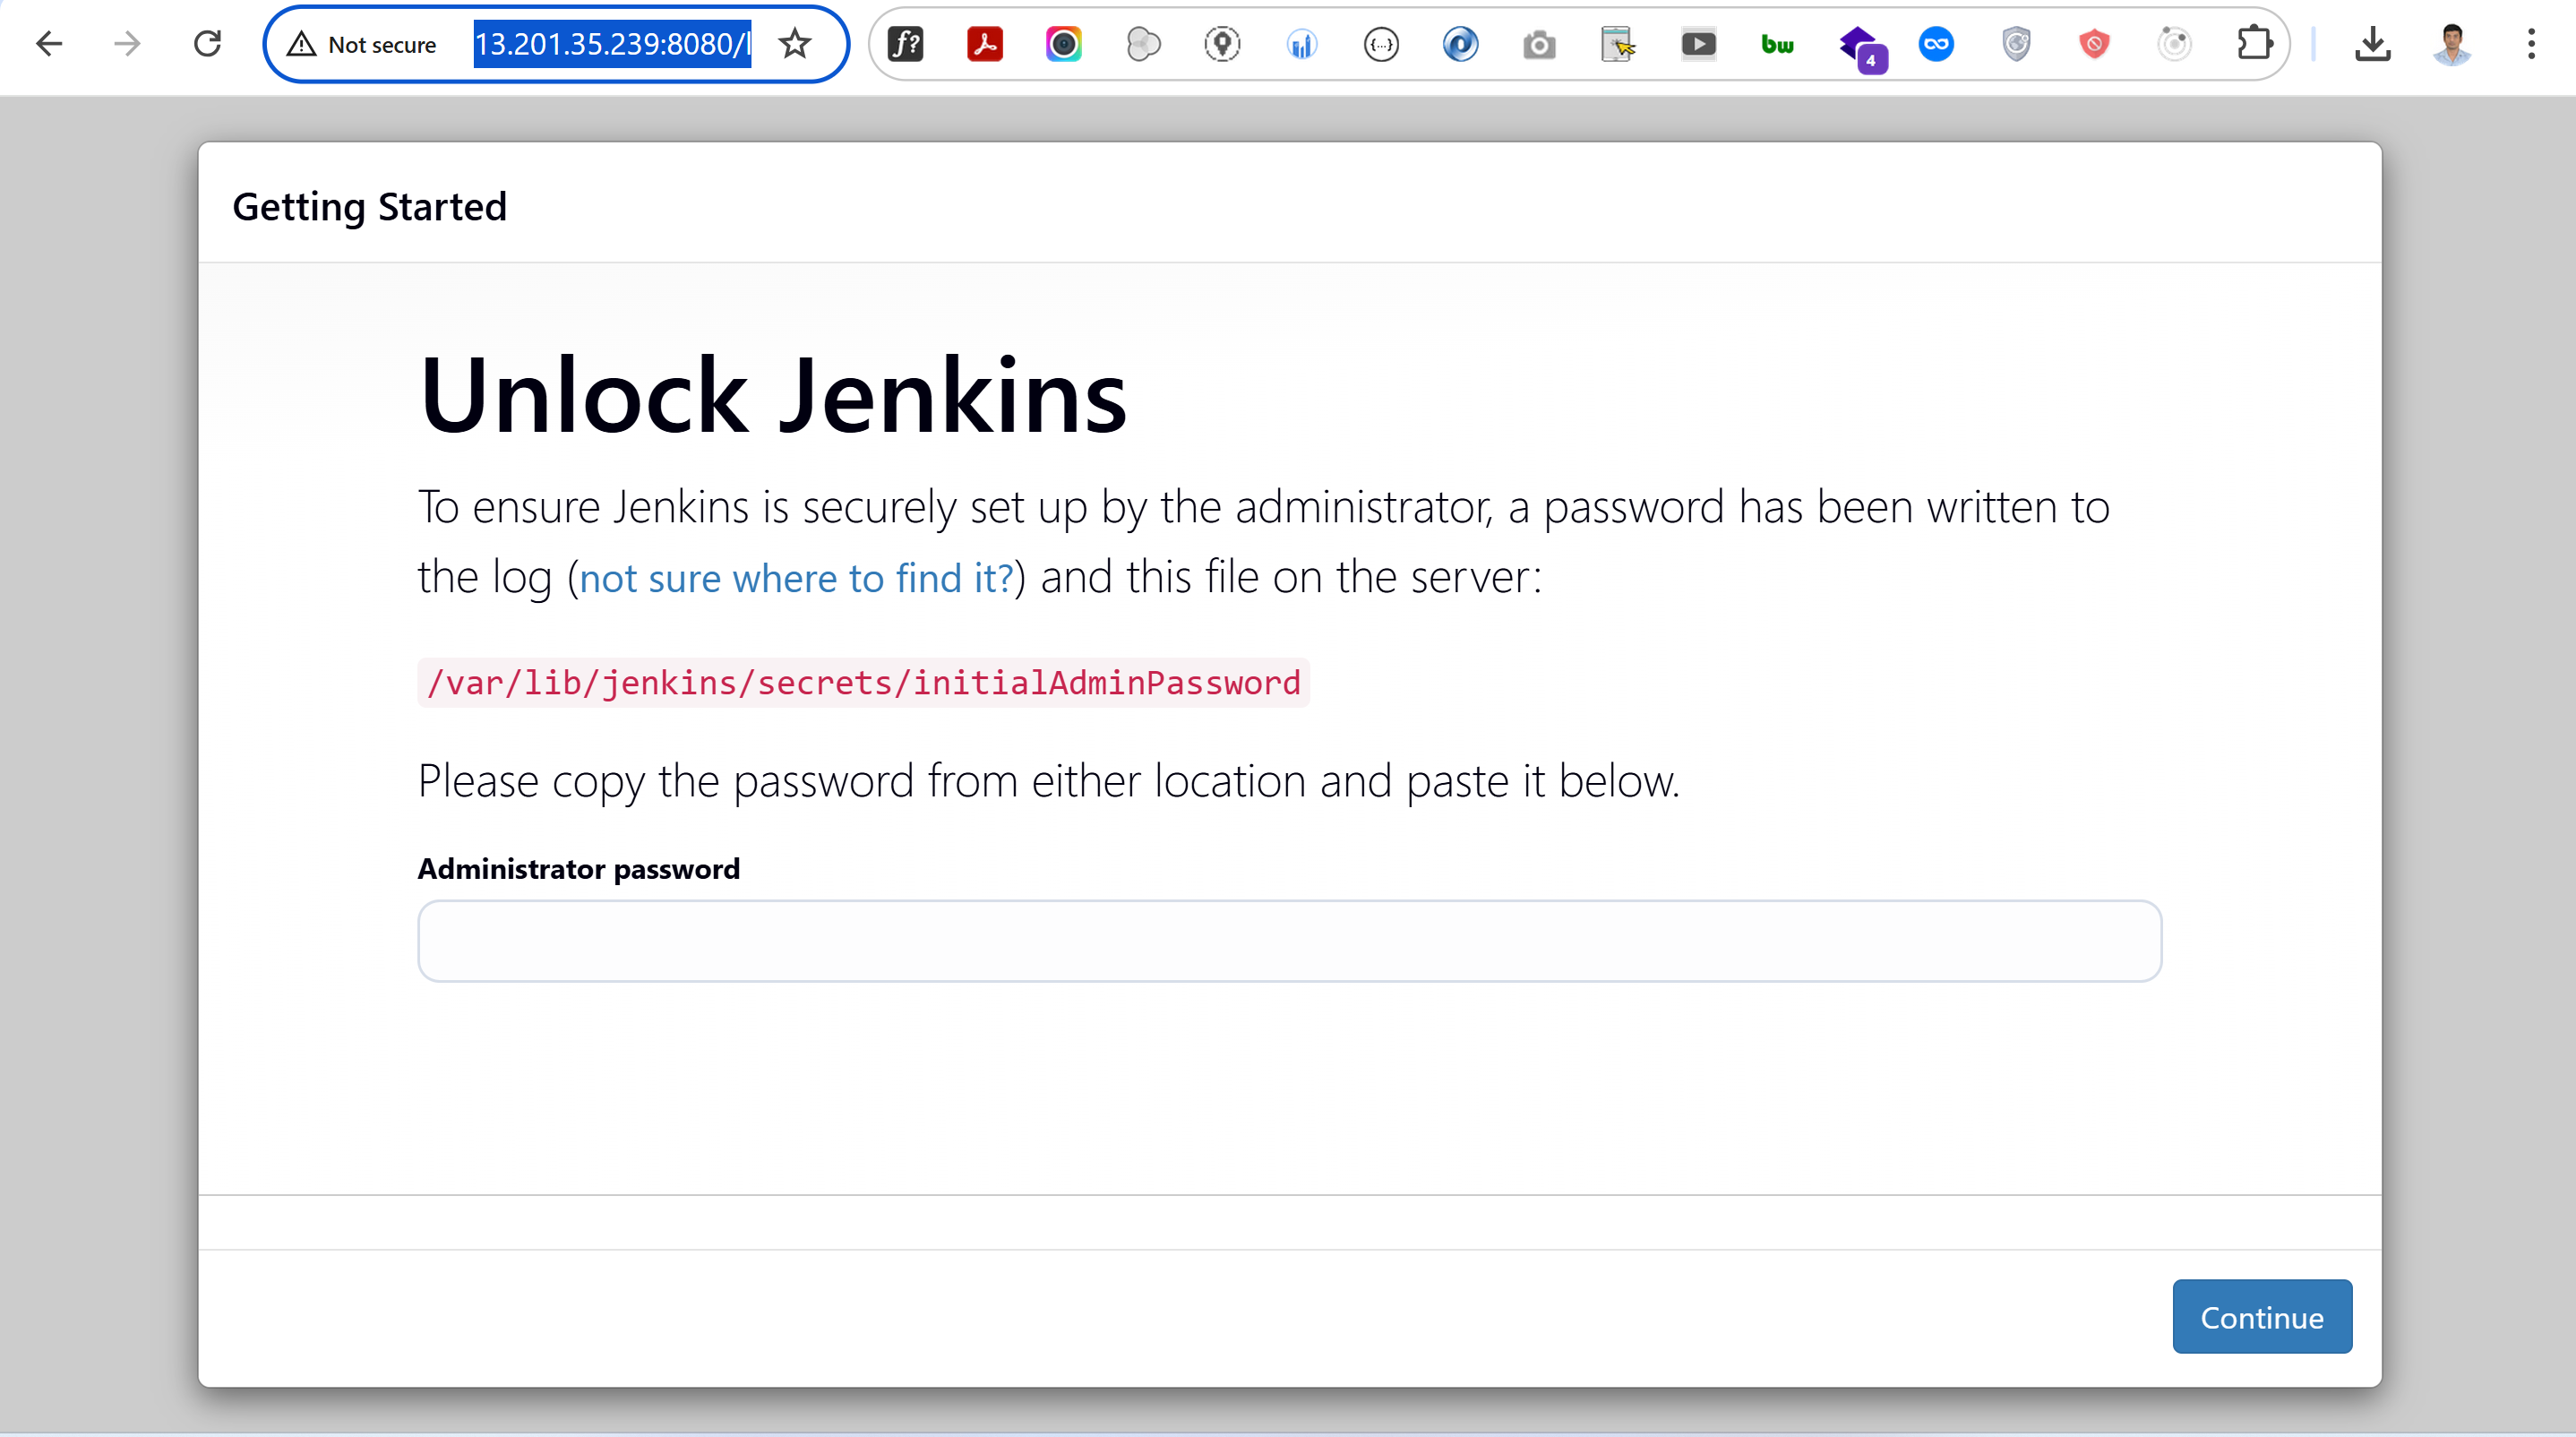 Not secure 13.201.35.239:8080/l
f?
{...}
bw
4
Getting Started
Unlock Jenkins
To ensure Jenkins is securely set up by the administrator, a password has been written to
the log (not sure where to find it?) and this file on the server:
/var/lib/jenkins/secrets/initialAdminPassword
Please copy the password from either location and paste it below.
Administrator password
Continue